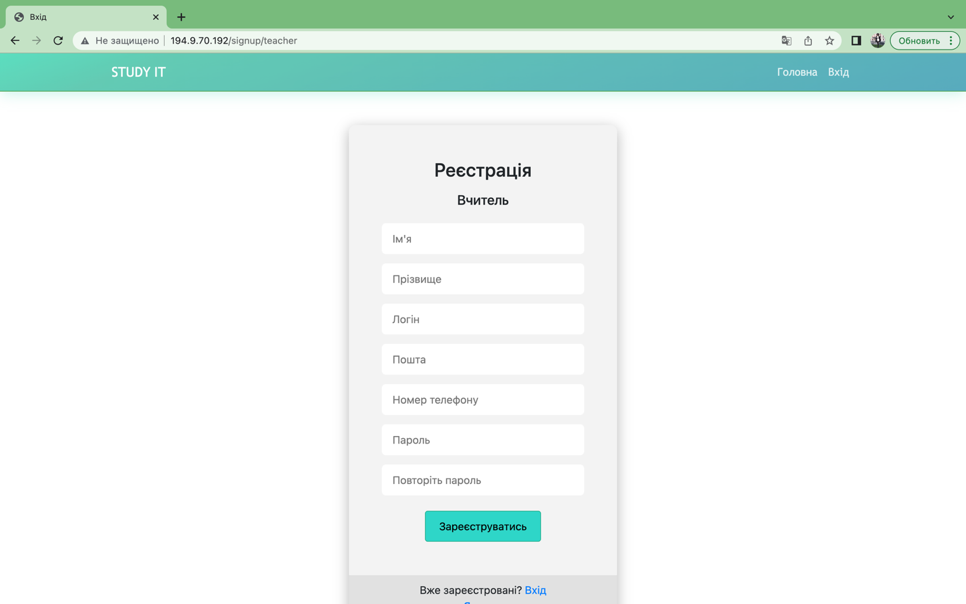 Вхід
Не защищено
194.9.70.192/signup/teacher
Обновить
STUDY IT
Головна
Вхід
Реєстрація
Вчитель
Ім'я
Прізвище
Логін
Пошта
Номер телефону
Пароль
Повторіть пароль
Зареєструватись
Вже зареєстровані? Вхід